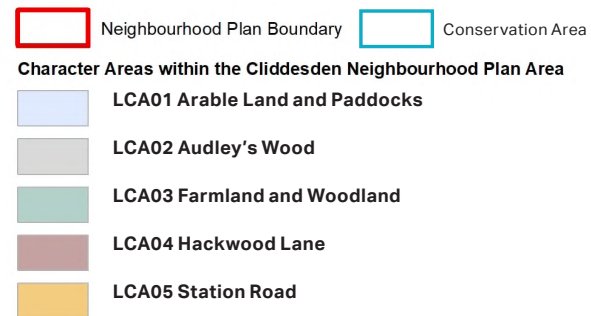 Neighbourhood Plan Boundary Conservation Area
Character Areas within the Cliddesden Neighbourhood Plan Area
LCA01 Arable Land and Paddocks
LCA02 Audley's Wood
LCA03 Farmland and Woodland
LCA04 Hackwood Lane
LCA05 Station Road